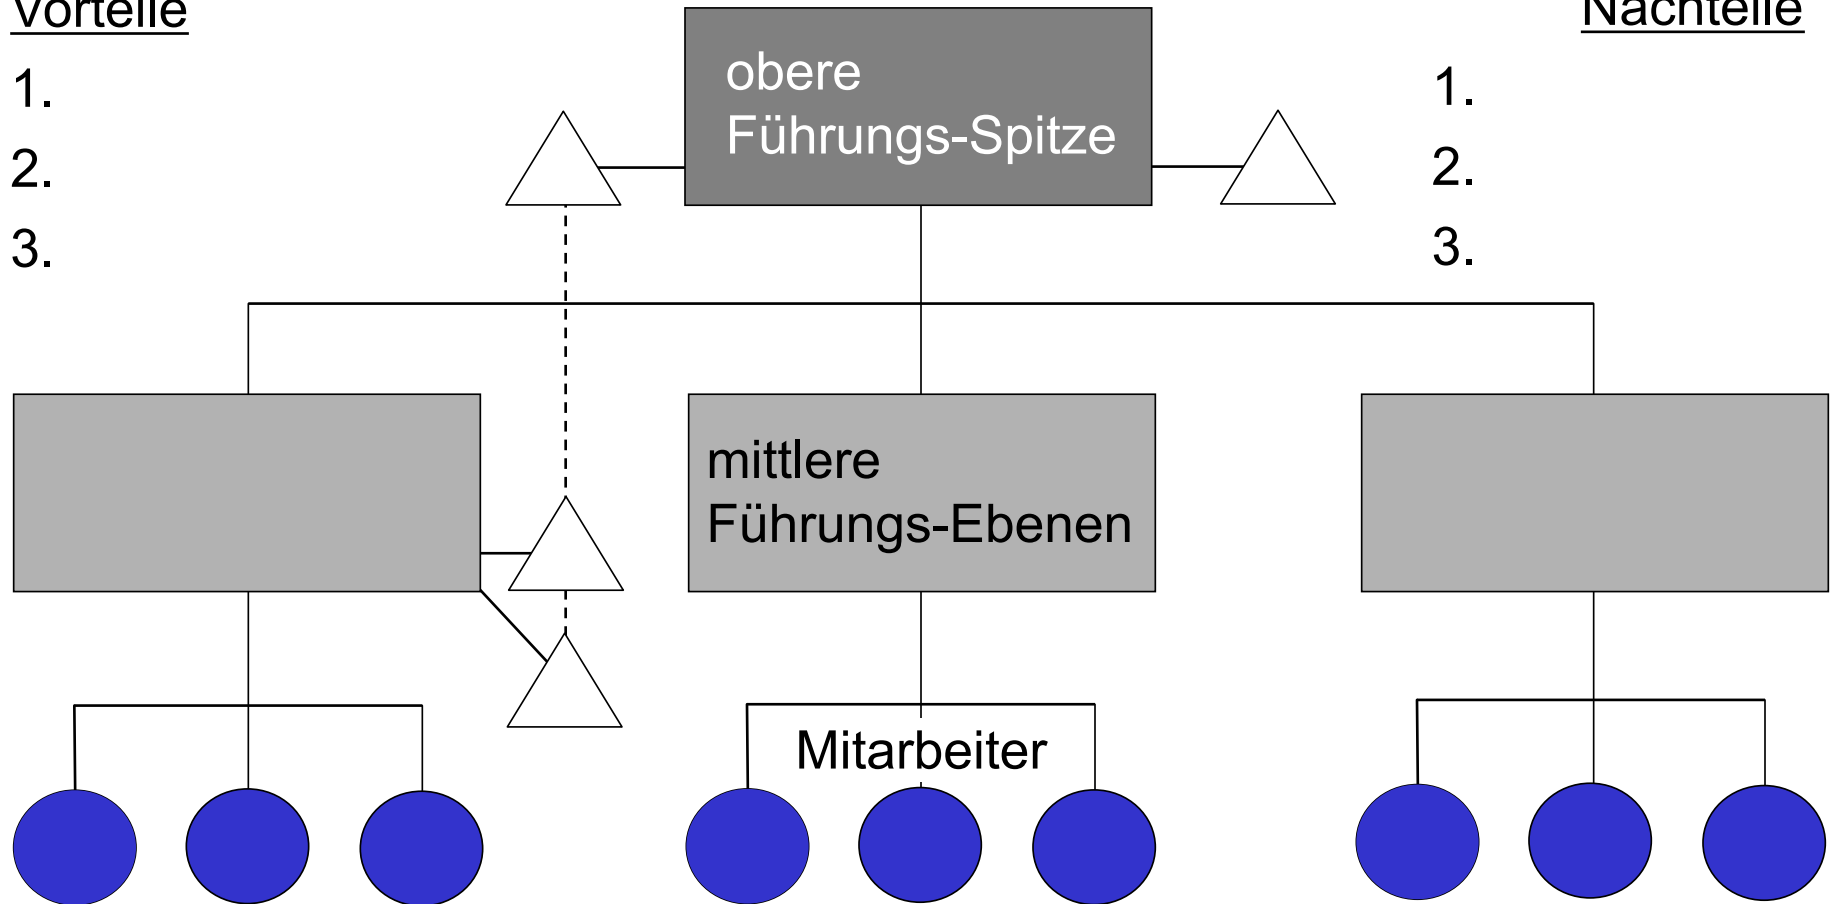 Vorteile
1.
2.
3.
obere
Führungs-Spitze
Nachteile
1.
2.
3.
mittlere
Führungs-Ebenen
Mitarbeiter